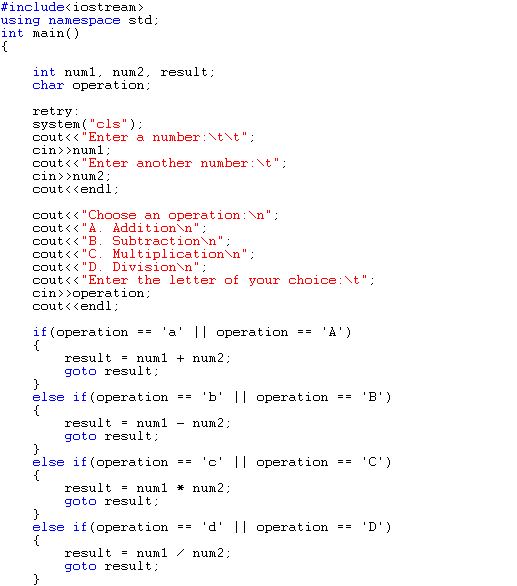 #include<iostream>
using namespace std;
int main()
{
int num1, num2, result;
char operation;
retry:
system("cls");
cout<<"Enter a number:\t\t";
cin>>num1;
cout<<"Enter another number:\t";
cin>>num2;
cout<<endl;
cout<<"Choose an operation:\n";
cout<<"A. Addition\n";
cout<<"B. Subtraction\n";
cout<<"C. Multiplication\n";
cout<<"D. Division\n";
cout<<"Enter the letter of your choice:\t";
cin>>operation;
cout<<endl;
if(operation == 'a' || operation == 'A')
{
result = num1 + num2;
goto result;
}
else if(operation == 'b' || operation == 'B')
{
result = num1 - num2;
goto result;
}
else if(operation == 'c' || operation == 'C')
{
result = num1 * num2;
goto result;
}
else if(operation == 'd' || operation == 'D')
{
result = num1 / num2;
goto result;
}